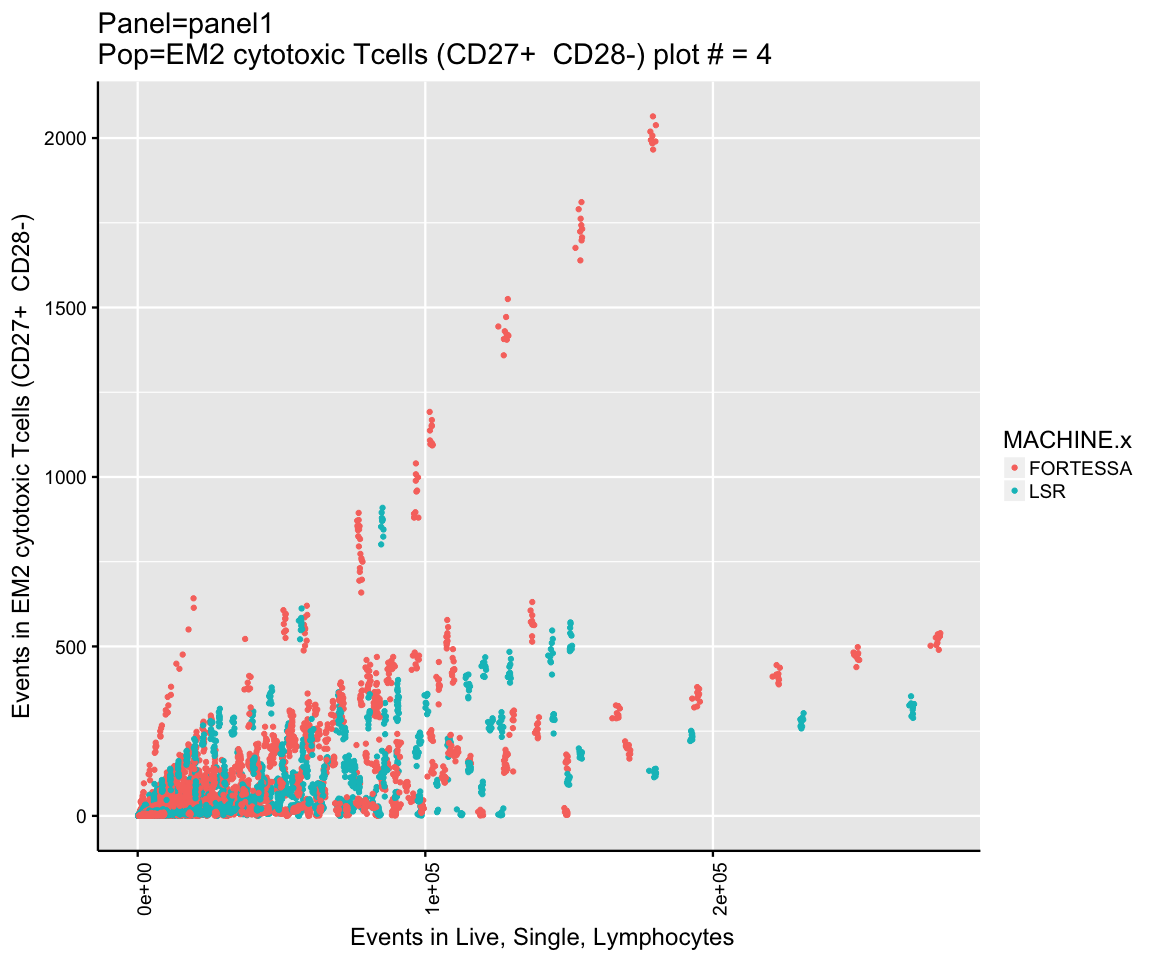 Panel=panel1
Pop=EM2 cytotoxic Tcells (CD27+  CD28-) plot # = 4
Events in EM2 cytotoxic Tcells (CD27+  CD28-)
2000
1500
1000
500
0
0e+00
1e+05
2e+05
Events in Live, Single, Lymphocytes
MACHINE.x
FORTESSA
LSR